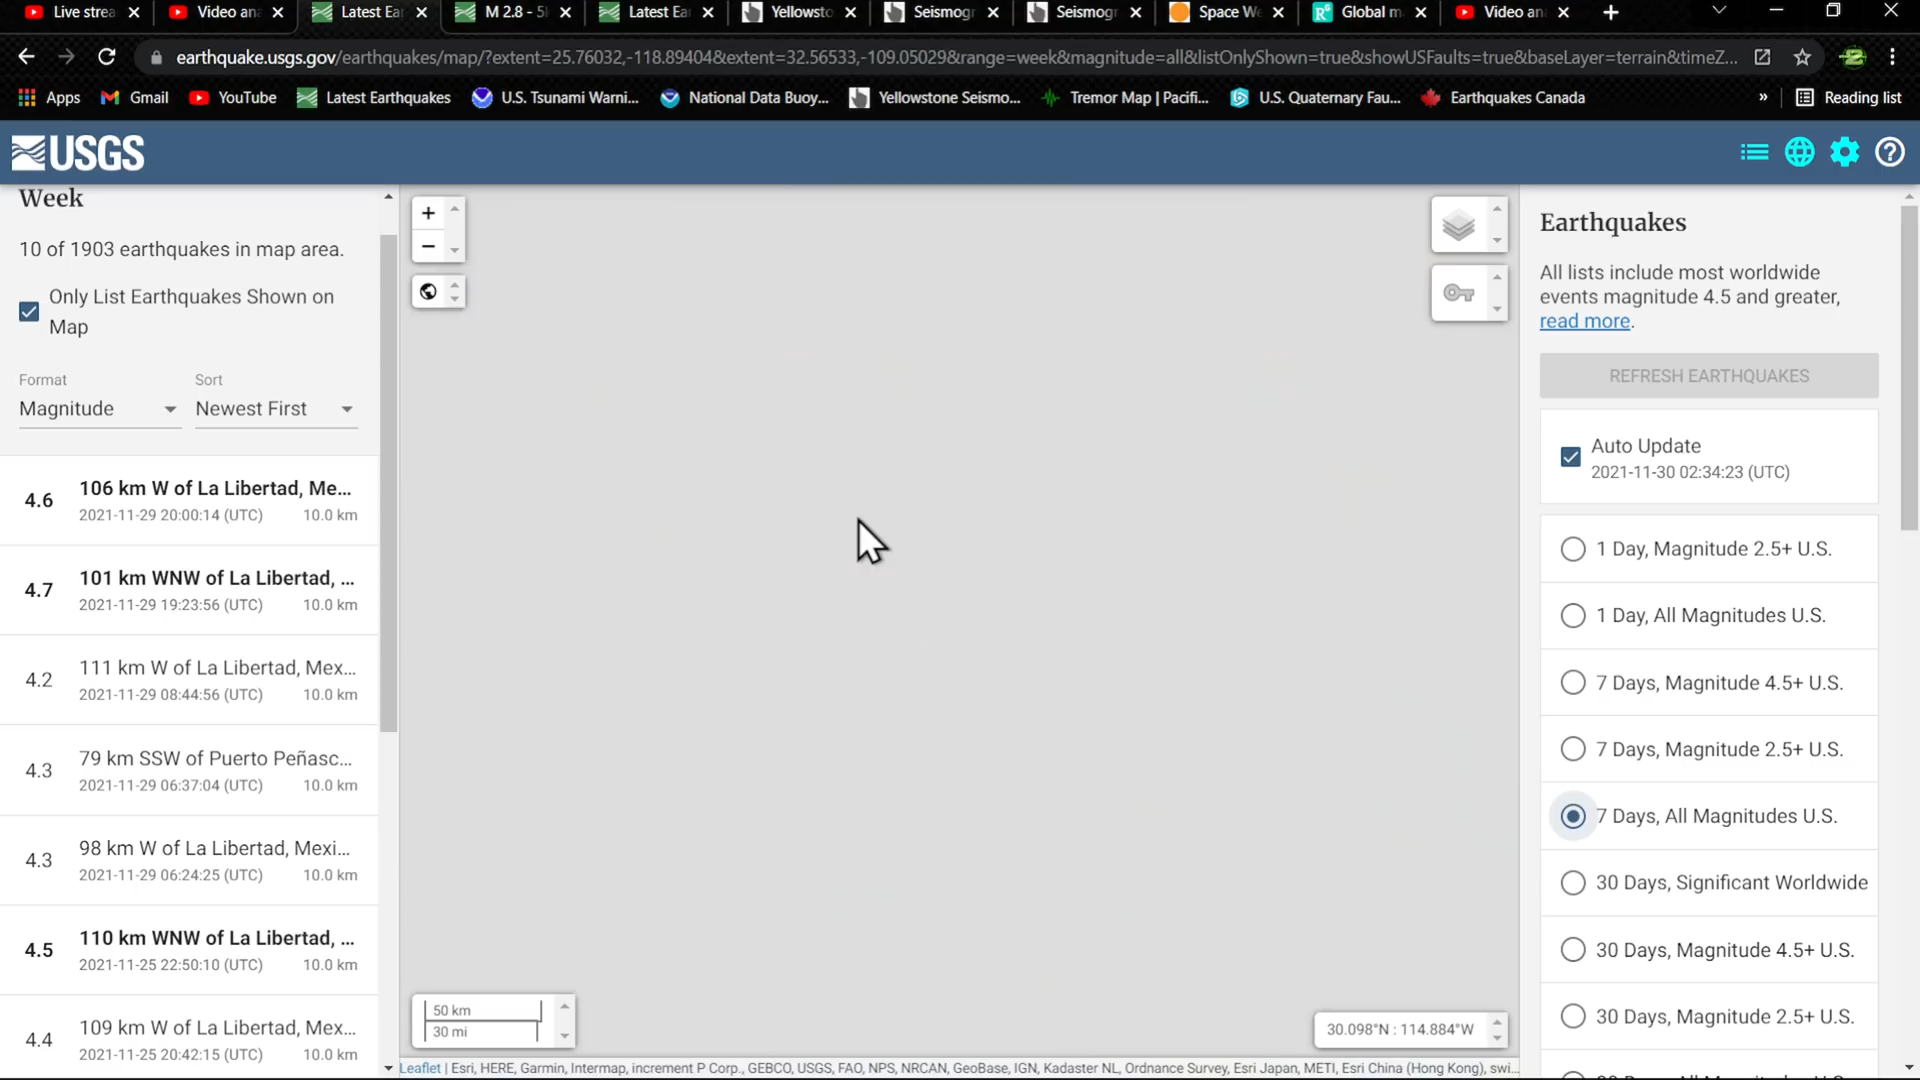 Live strea
Video ana
Latest Ea
M 2.8 - 5
Latest Ea
Yellowsto
Seismogr
Seismogr
Space We
Global m
Video an
earthquake.usgs.gov/earthquakes/map/?extent=25.76032,-118.89404&extent=32.56533,-109.05029&range=week&magnitude=all&listOnlyShown=true&showUSFaults=true&baseLayer=terrain&timeZ...
Apps
Gmail
YouTube
Latest Earthquakes
U.S. Tsunami Warni...
National Data Buoy...
Yellowstone Seismo...
Tremor Map | Pacifi...
U.S. Quaternary Fau...
Earthquakes Canada
»
Reading list
USGS
Week
10 of 1903 earthquakes in map area.
Only List Earthquakes Shown on
Map
Format
Magnitude
Sort
Newest First
4.6
106 km W of La Libertad, Me...
2021-11-29 20:00:14 (UTC) 10.0 km
4.7
101 km WNW of La Libertad, ...
2021-11-29 19:23:56 (UTC) 10.0 km
4.2
111 km W of La Libertad, Mex...
2021-11-29 08:44:56 (UTC) 10.0 km
4.3
79 km SSW of Puerto Peñasc...
2021-11-29 06:37:04 (UTC) 10.0 km
4.3
98 km W of La Libertad, Mexi...
2021-11-29 06:24:25 (UTC) 10.0 km
4.5
110 km WNW of La Libertad, ...
2021-11-25 22:50:10 (UTC) 10.0 km
4.4
109 km W of La Libertad, Mex...
2021-11-25 20:42:15 (UTC) 10.0 km
+
−
50 km
30 mi
30.098°N : 114.884°W
Leaflet | Esri, HERE, Garmin, Intermap, increment P Corp., GEBCO, USGS, FAO, NPS, NRCAN, GeoBase, IGN, Kadaster NL, Ordnance Survey, Esri Japan, METI, Esri China (Hong Kong), swi...
Earthquakes
All lists include most worldwide
events magnitude 4.5 and greater,
read more.
REFRESH EARTHQUAKES
Auto Update
2021-11-30 02:34:23 (UTC)
1 Day, Magnitude 2.5+ U.S.
1 Day, All Magnitudes U.S.
7 Days, Magnitude 4.5+ U.S.
7 Days, Magnitude 2.5+ U.S.
7 Days, All Magnitudes U.S.
30 Days, Significant Worldwide
30 Days, Magnitude 4.5+ U.S.
30 Days, Magnitude 2.5+ U.S.